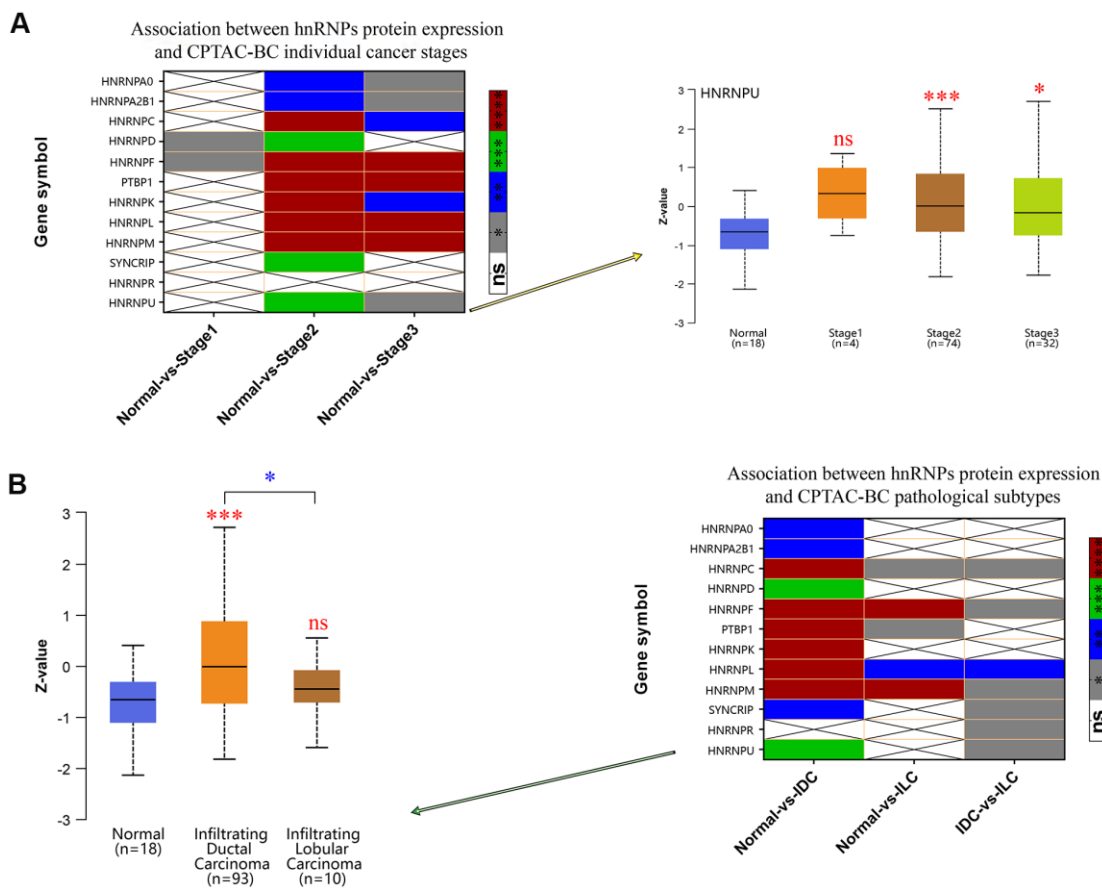 A
Association between hnRNPs protein expression
and CPTAC-BC individual cancer stages
Gene symbol
HNRNPA0
HNRNPA2B1
HNRNPC
HNRNPD
HNRNPF
PTBP1
HNRNPK
HNRNPL
HNRNPM
SYNCRIP
HNRNPR
HNRNPU
Normal-vs-Stage1
Normal-vs-Stage2
Normal-vs-Stage3
****
***
**
*
ns
HNRNPU
Z-value
3
2
1
0
-1
-2
-3
ns
***
*
Normal
(n=18)
Stage1
(n=4)
Stage2
(n=74)
Stage3
(n=32)
B
Z-value
3
2
1
0
-1
-2
-3
*
***
ns
Normal
(n=18)
Infiltrating
Ductal
Carcinoma
(n=93)
Infiltrating
Lobular
Carcinoma
(n=10)
Association between hnRNPs protein expression
and CPTAC-BC pathological subtypes
Gene symbol
HNRNPA0
HNRNPA2B1
HNRNPC
HNRNPD
HNRNPF
PTBP1
HNRNPK
HNRNPL
HNRNPM
SYNCRIP
HNRNPR
HNRNPU
Normal-vs-IDC
Normal-vs-ILC
IDC-vs-ILC
****
***
**
*
ns